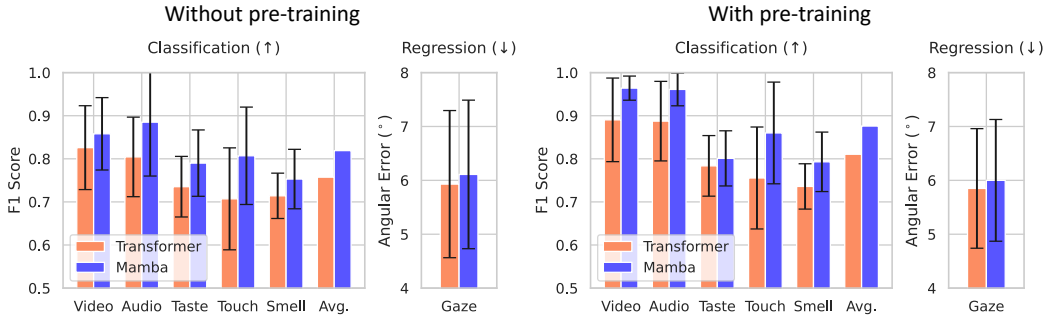 Without pre-training
Classification (↑)
Regression (↓)
F1 Score
1.0
0.9
0.8
0.7
0.6
0.5
Transformer
Mamba
Video Audio Taste Touch Smell Avg.
Angular Error (°)
8
7
6
5
4
Gaze
With pre-training
Classification (↑)
Regression (↓)
F1 Score
1.0
0.9
0.8
0.7
0.6
0.5
Transformer
Mamba
Video Audio Taste Touch Smell Avg.
Angular Error (°)
8
7
6
5
4
Gaze